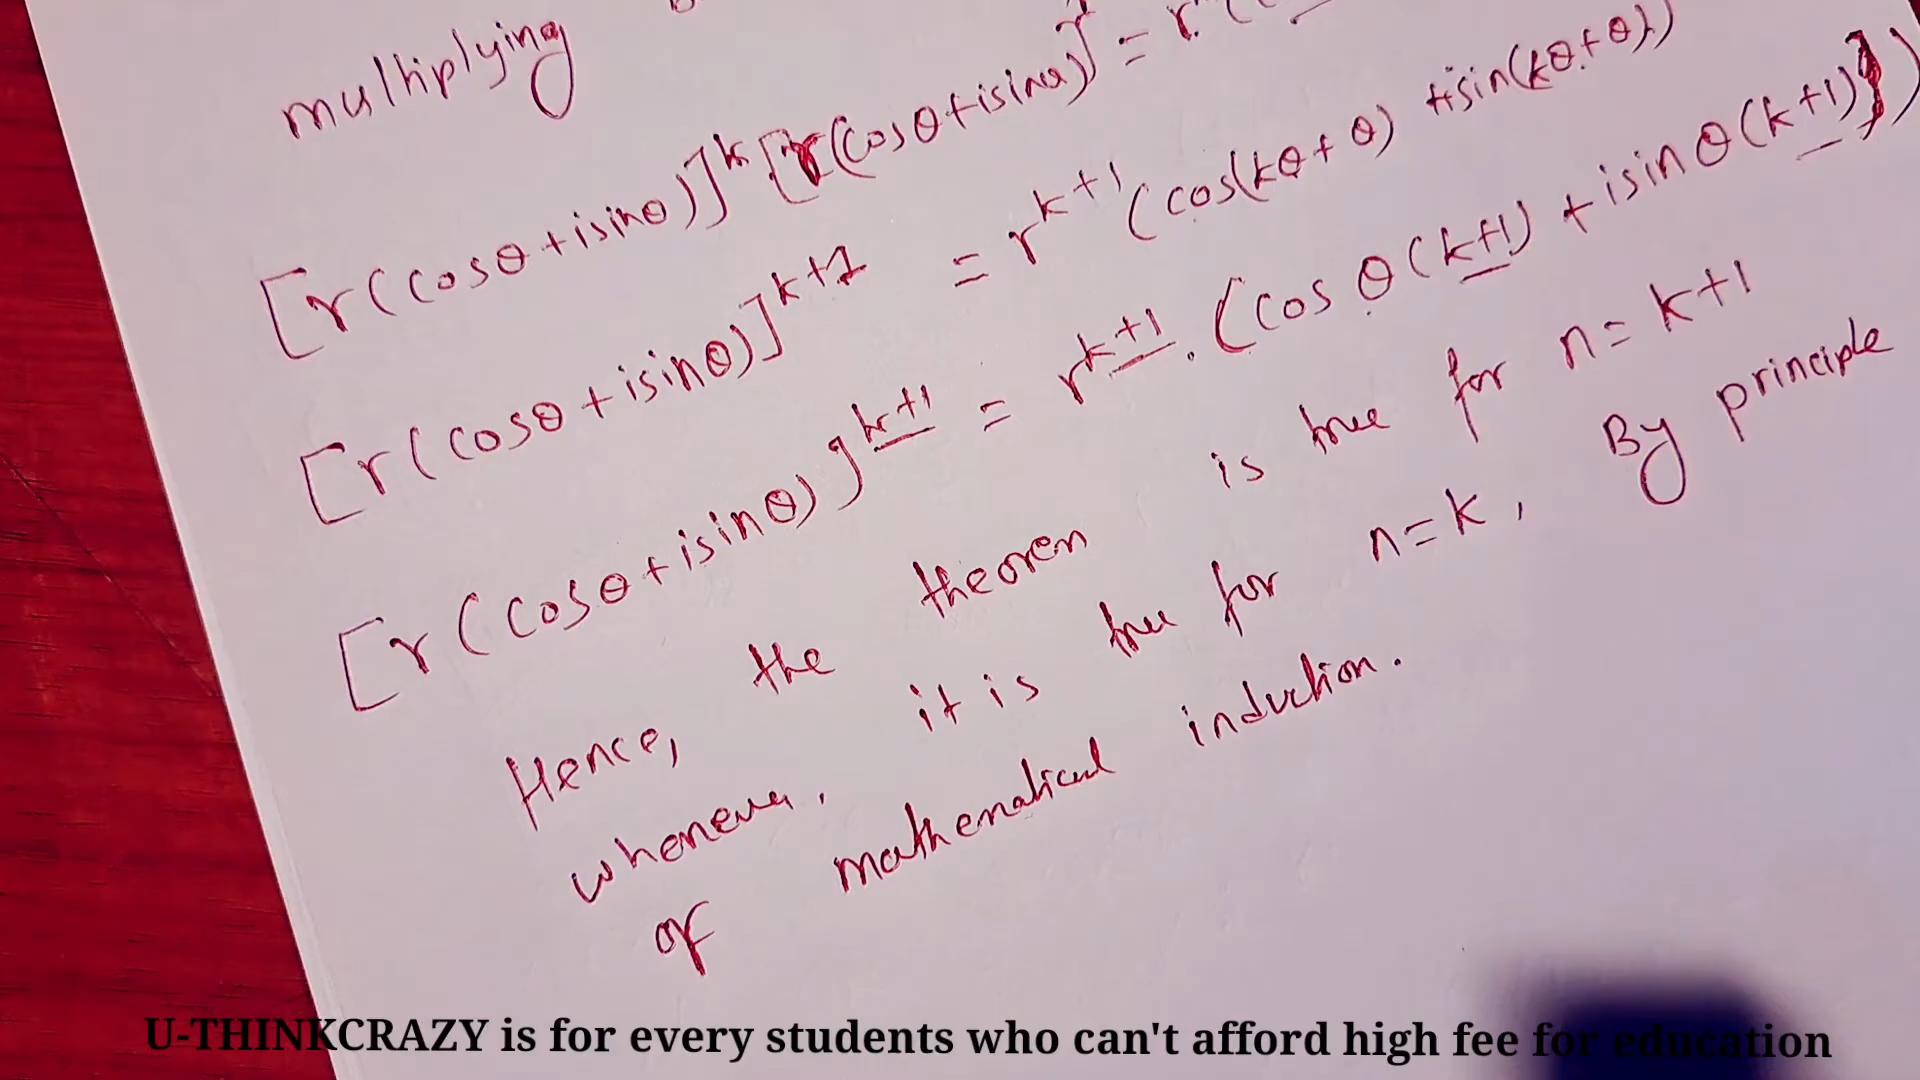 multiplying
[r(cosθ+isinθ)]^k [r(cosθ+isinθ)]^1 = r
[r(cosθ+isinθ)]^k+1 = r^k+1 (cos(kθ+θ) +isin(kθ+θ))
[r(cosθ+isinθ)]^k+1 = r^k+1 . (cos θ(k+1) + isinθ(k+1)})
Hence, the theorem is true for n=k+1
whenever, it is true for n=k, By principle
of mathematical induction.
U-THINKCRAZY is for every students who can't afford high fee for education